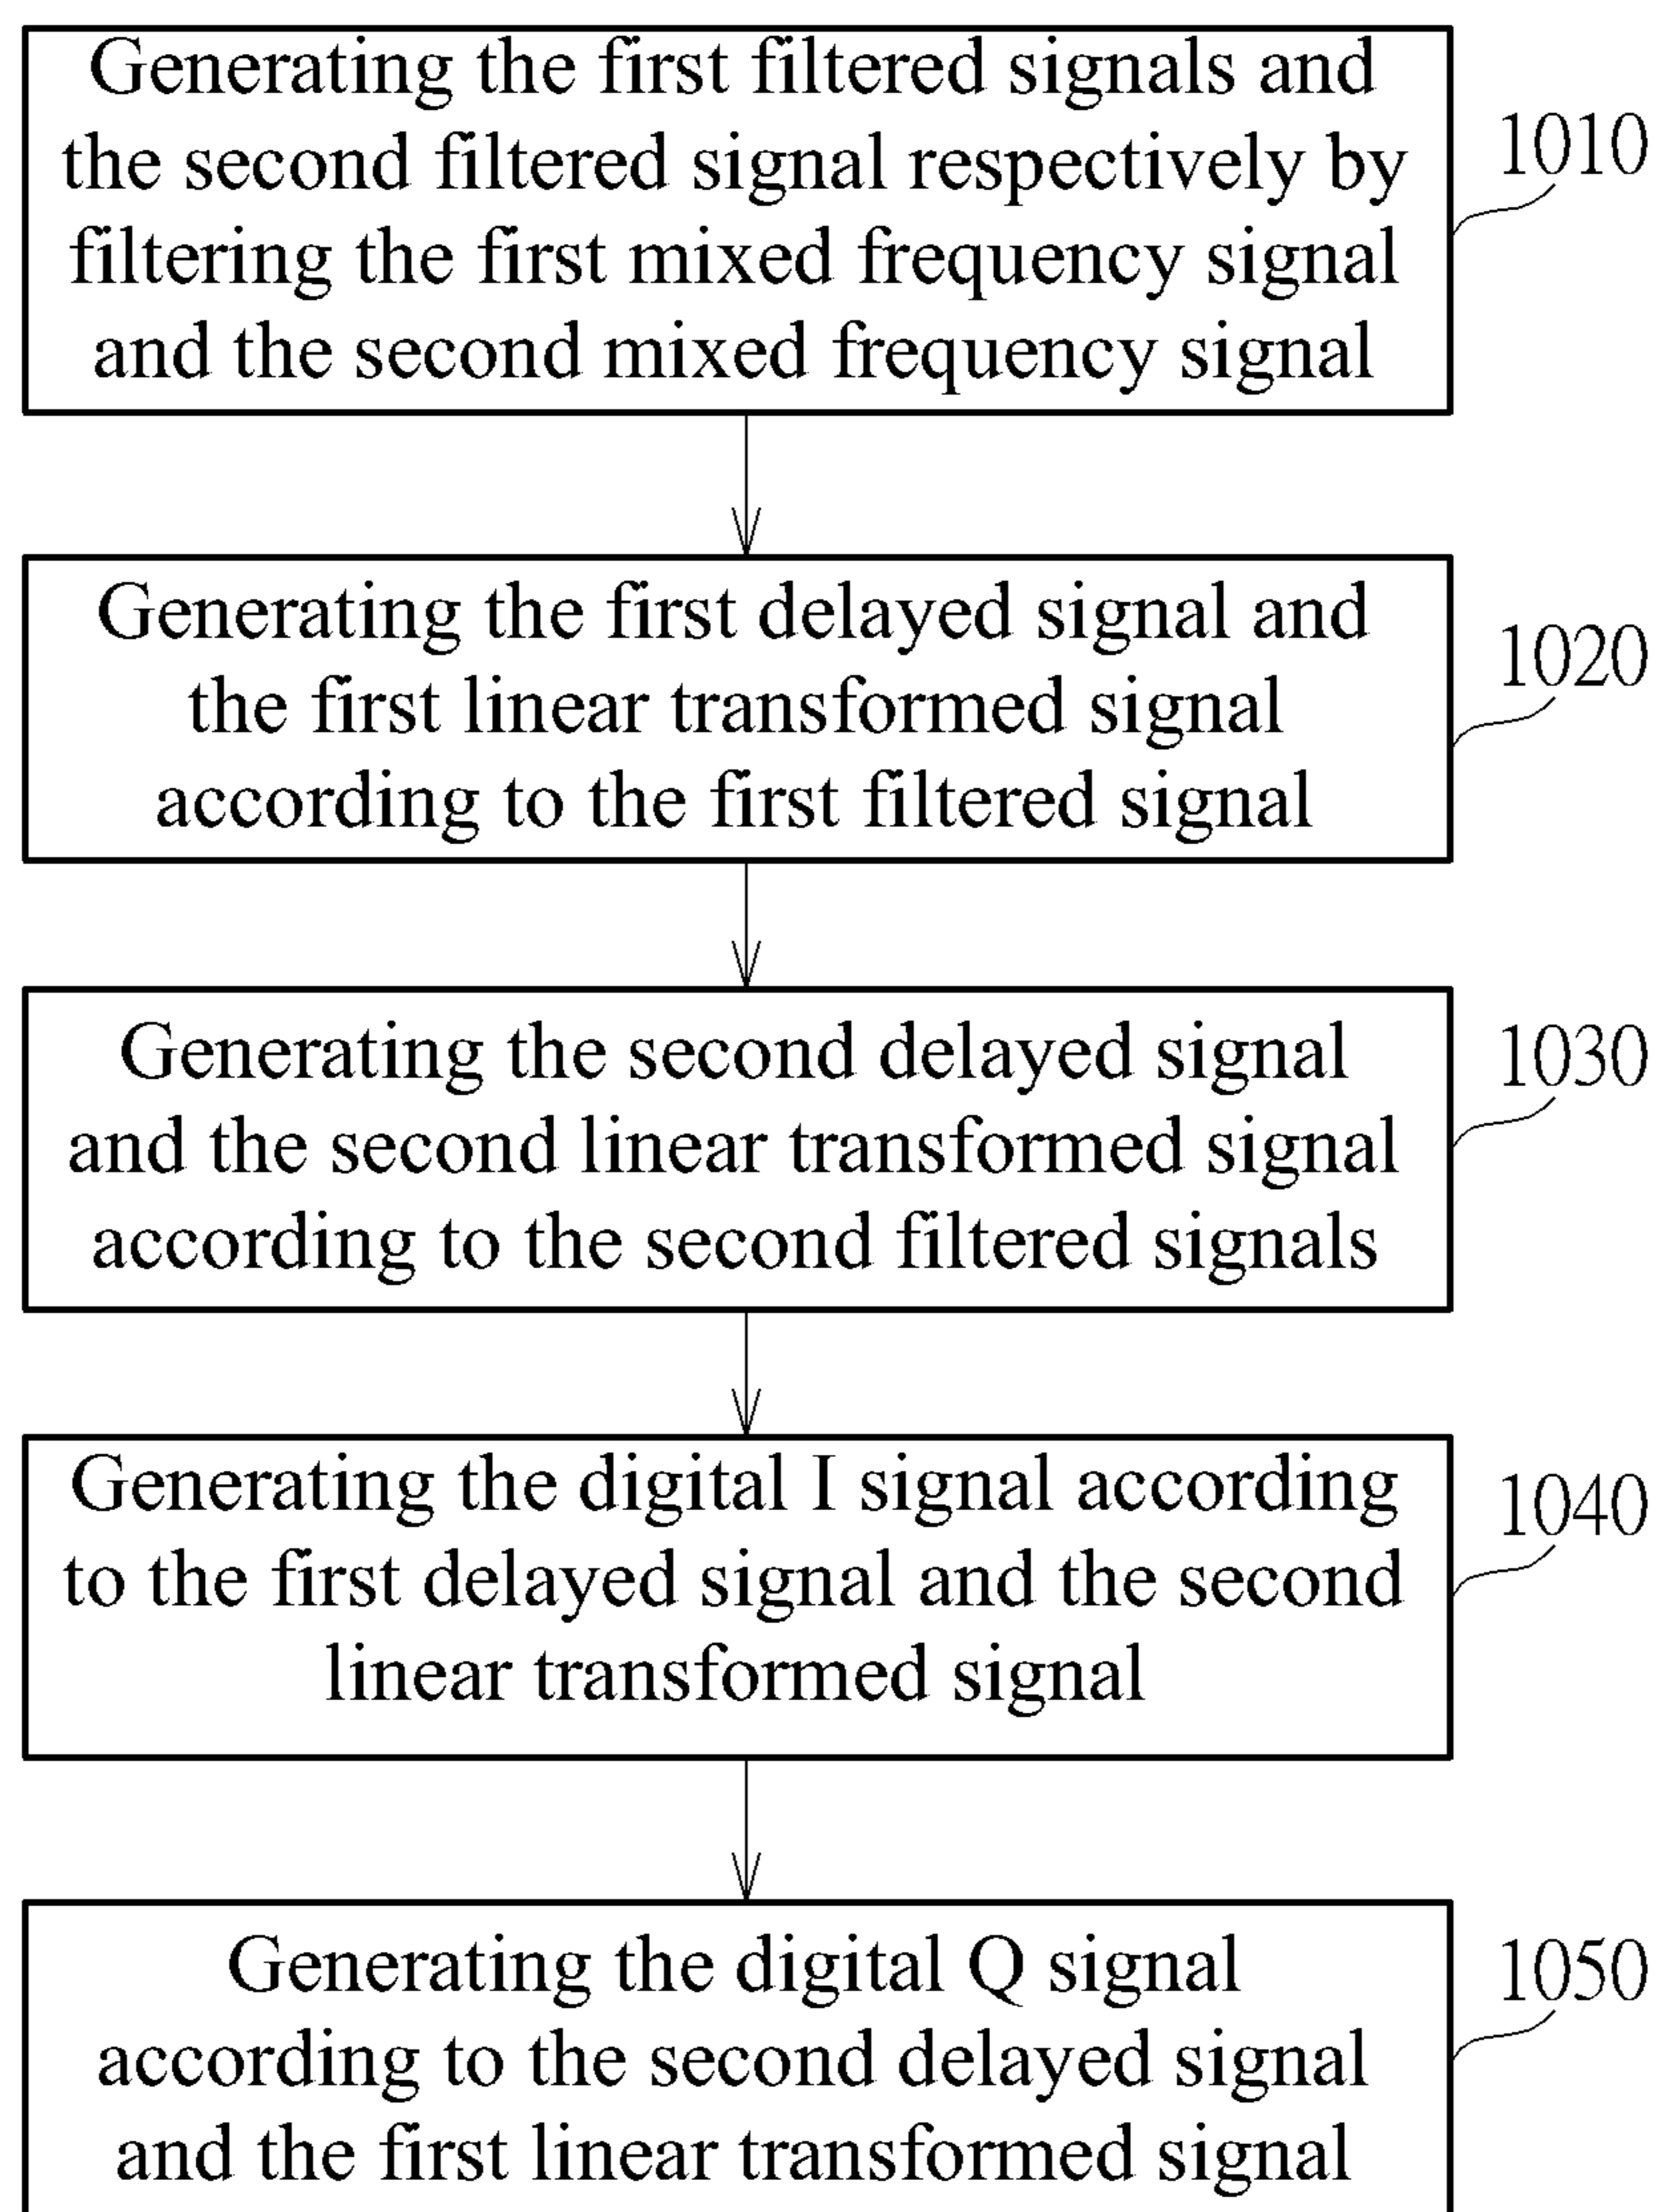 Generating the first filtered signals and
the second filtered signal respectively by
filtering the first mixed frequency signal
and the second mixed frequency signal
1010
Generating the first delayed signal and
the first linear transformed signal
according to the first filtered signal
1020
Generating the second delayed signal
and the second linear transformed signal
according to the second filtered signals
1030
Generating the digital I signal according
to the first delayed signal and the second
linear transformed signal
1040
Generating the digital Q signal
according to the second delayed signal
and the first linear transformed signal
1050